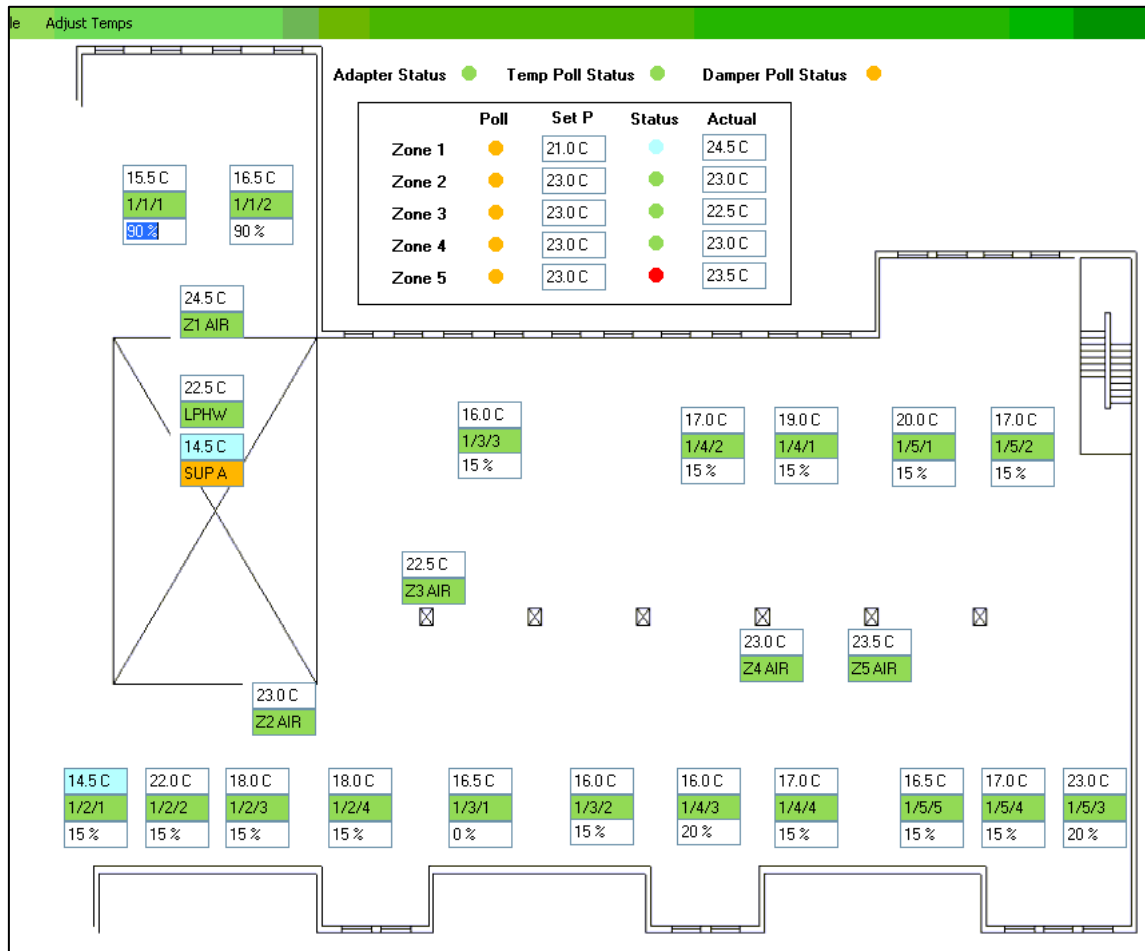 le Adjust Temps
Adapter Status Temp Poll Status Damper Poll Status
Poll Set P Status Actual
Zone 1 21.0 C 24.5 C
Zone 2 23.0 C 23.0 C
Zone 3 23.0 C 22.5 C
Zone 4 23.0 C 23.0 C
Zone 5 23.0 C 23.5 C
15.5 C 16.5 C
1/1/1 1/1/2
90 % 90 %
24.5 C
Z1 AIR
22.5 C
LPHW
14.5 C
SUP A
16.0 C 17.0 C 19.0 C 20.0 C 17.0 C
1/3/3 1/4/2 1/4/1 1/5/1 1/5/2
15 % 15 % 15 % 15 % 15 %
22.5 C
Z3 AIR
23.0 C 23.5 C
Z4 AIR Z5 AIR
23.0 C
Z2 AIR
14.5 C 22.0 C 18.0 C 18.0 C 16.5 C 16.0 C 16.0 C 17.0 C 16.5 C 17.0 C 23.0 C
1/2/1 1/2/2 1/2/3 1/2/4 1/3/1 1/3/2 1/4/3 1/4/4 1/5/5 1/5/4 1/5/3
15 % 15 % 15 % 15 % 0 % 15 % 20 % 15 % 15 % 15 % 20 %